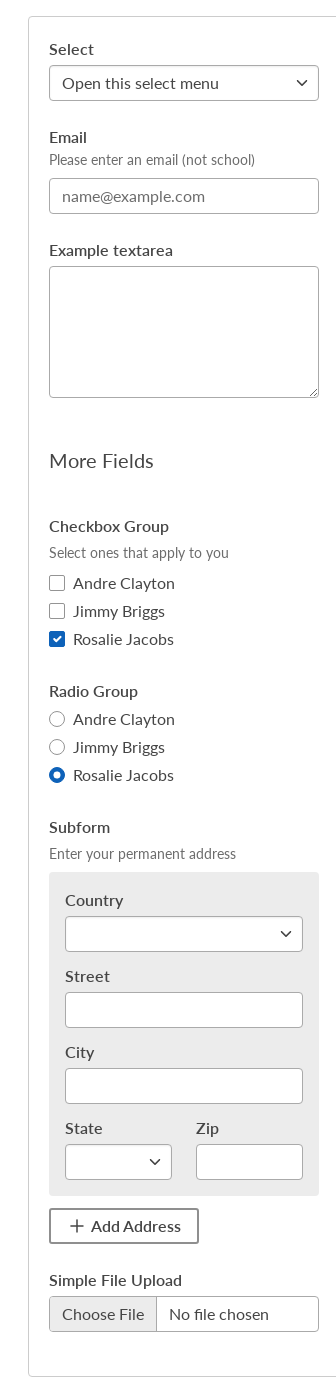 Select
Open this select menu
Email
Please enter an email (not school)
name@example.com
Example textarea
More Fields
Checkbox Group
Select ones that apply to you
Andre Clayton
Jimmy Briggs
Rosalie Jacobs
Radio Group
Andre Clayton
Jimmy Briggs
Rosalie Jacobs
Subform
Enter your permanent address
Country
Street
City
State Zip
Add Address
Simple File Upload
Choose File No file chosen